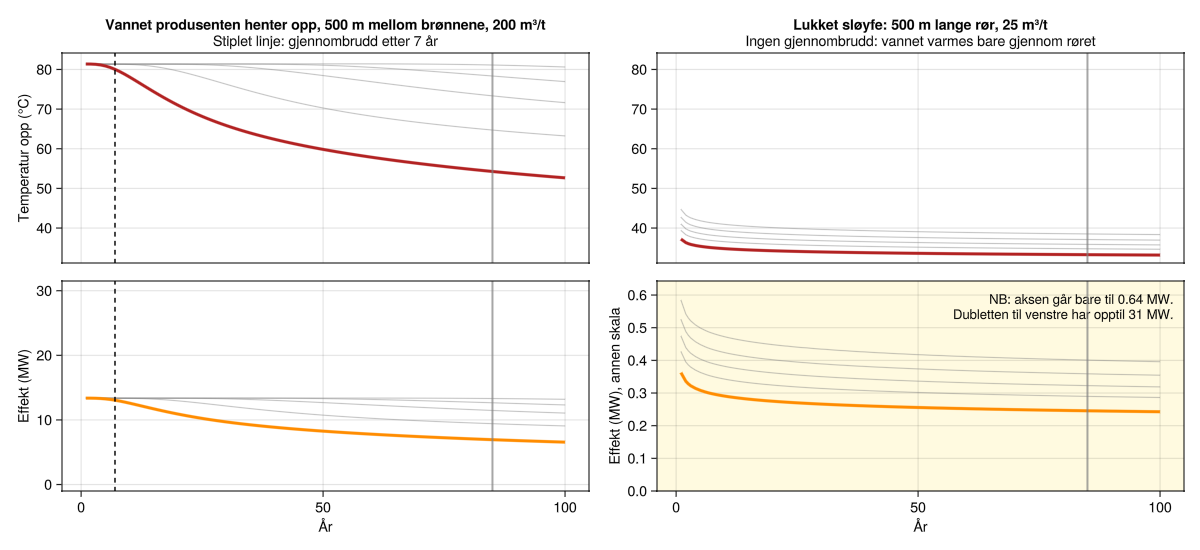 Vannet produsenten henter opp, 500 m mellom brønnene, 200 m³/t
Stiplet linje: gjennombrudd etter 7 år
Temperatur opp (°C)
80
70
60
50
40
Lukket sløyfe: 500 m lange rør, 25 m³/t
Ingen gjennombrudd: vannet varmes bare gjennom røret
80
70
60
50
40
Effekt (MW)
30
20
10
0
0
50
100
År
Effekt (MW), annen skala
0.6
0.5
0.4
0.3
0.2
0.1
0.0
NB: aksen går bare til 0.64 MW.
Dubletten til venstre har opptil 31 MW.
0
50
100
År